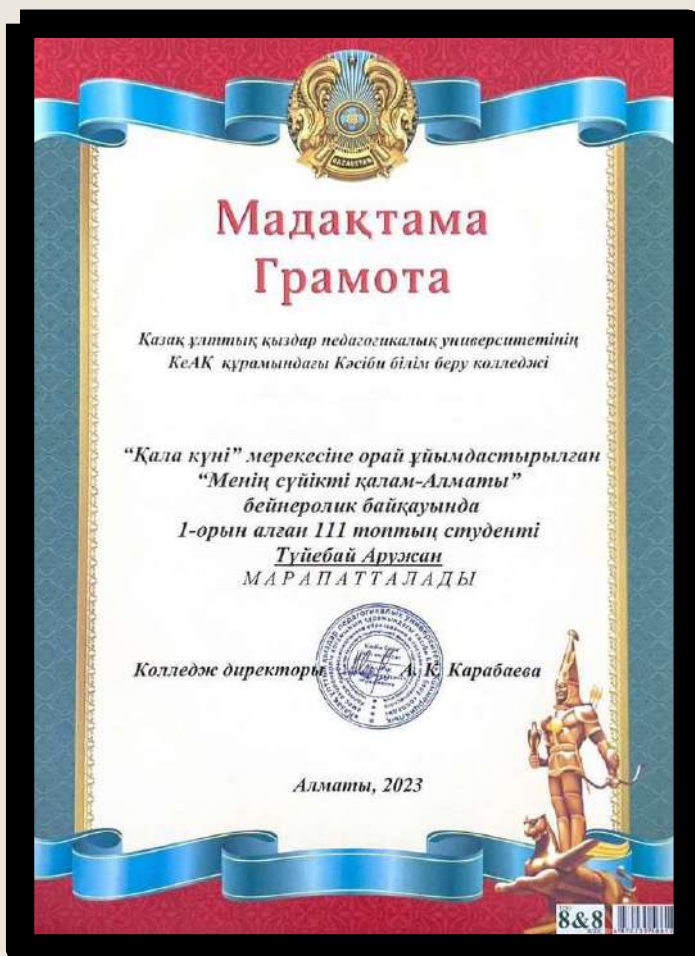 QAZAQSTAN
Мадақтама
Грамота
Қазақ ұлттық қыздар педагогикалық университетінің
КеАҚ құрамындағы Кәсіби білім беру колледжі
“Қала күні” мерекесіне орай ұйымдастырылған
“Менің сүйікті қалам-Алматы”
бейнеролик байқауында
1-орын алған 111 топтың студенті
Түйебай Аружан
МАРАПАТТАЛАДЫ
Колледж директоры А. К. Карабаева
Алматы, 2023
8&8